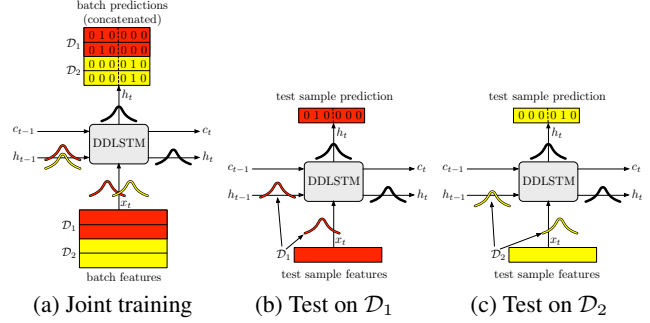 batch predictions
(concatenated)
D₁
0 1 0 0 0 0
0 1 0 0 0 0
D₂
0 0 0 0 1 0
0 0 0 0 1 0
hₜ
cₜ₋₁
DDLSTM
cₜ
hₜ₋₁
hₜ
xₜ
D₁
D₂
batch features
(a) Joint training
test sample prediction
0 1 0 0 0 0
hₜ
cₜ₋₁
DDLSTM
cₜ
hₜ₋₁
hₜ
xₜ
D₁
test sample features
(b) Test on D₁
test sample prediction
0 0 0 0 1 0
hₜ
cₜ₋₁
DDLSTM
cₜ
hₜ₋₁
hₜ
xₜ
D₂
test sample features
(c) Test on D₂